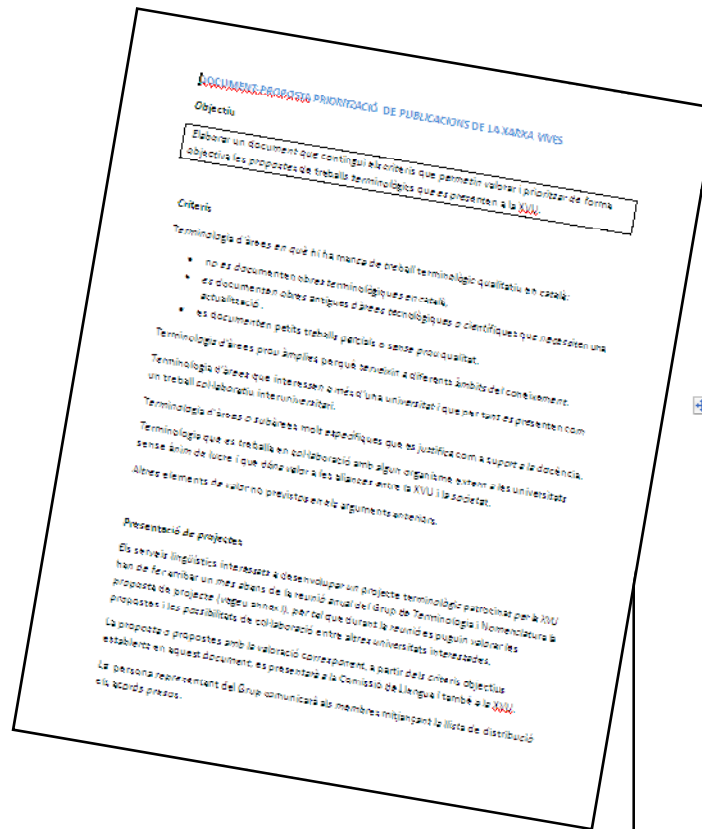 DOCUMENT-PROPOSTA PRIORITZACIÓ DE PUBLICACIONS DE LA XARXA VIVES
Objectiu
Elaborar un document que contingui els criteris que permetin valorar i prioritzar de forma
objectiva les propostes de treballs terminològics que es presenten a la XVU.
Criteris
Terminologia d'àrees en què hi ha manca de treball terminològic qualitatiu en català:
• no es documenten obres terminològiques en català.
• es documenten obres antigues d'àrees tecnològiques o científiques que necessiten una
actualització.
• es documenten petits treballs parcials o sense prou qualitat.
Terminologia d'àrees prou àmplies perquè serveixin a diferents àmbits del coneixement.
Terminologia d'àrees que interessen a més d'una universitat i que per tant es presenten com
un treball col·laboratiu interuniversitari.
Terminologia d'àrees o subàrees molt específiques que es justifica com a suport a la docència.
Terminologia que es treballa en col·laboració amb algun organisme extern a les universitats
sense ànim de lucre i que dóna valor a les aliances entre la XVU i la societat.
Altres elements de valor no previstos en els arguments anteriors.
Presentació de projectes
Els serveis lingüístics interessats a desenvolupar un projecte terminològic patrocinat per la XVU
han de fer arribar un mes abans de la reunió anual del Grup de Terminologia i Nomenclatura la
proposta de projecte (vegeu annex I), per tal que durant la reunió es puguin valorar les
propostes i les possibilitats de col·laboració entre altres universitats interessades.
La proposta o propostes amb la valoració corresponent, a partir dels criteris objectius
establerts en aquest document, es presentarà a la Comissió de Llengua i també a la XVU.
La persona representant del Grup comunicarà als membres mitjançant la llista de distribució
els acords presos.